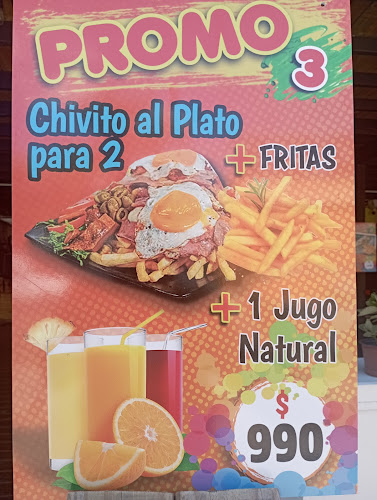 PROMO
3
Chivito al Plato
para 2
+ FRITAS
+ 1 Jugo
Natural
$
990